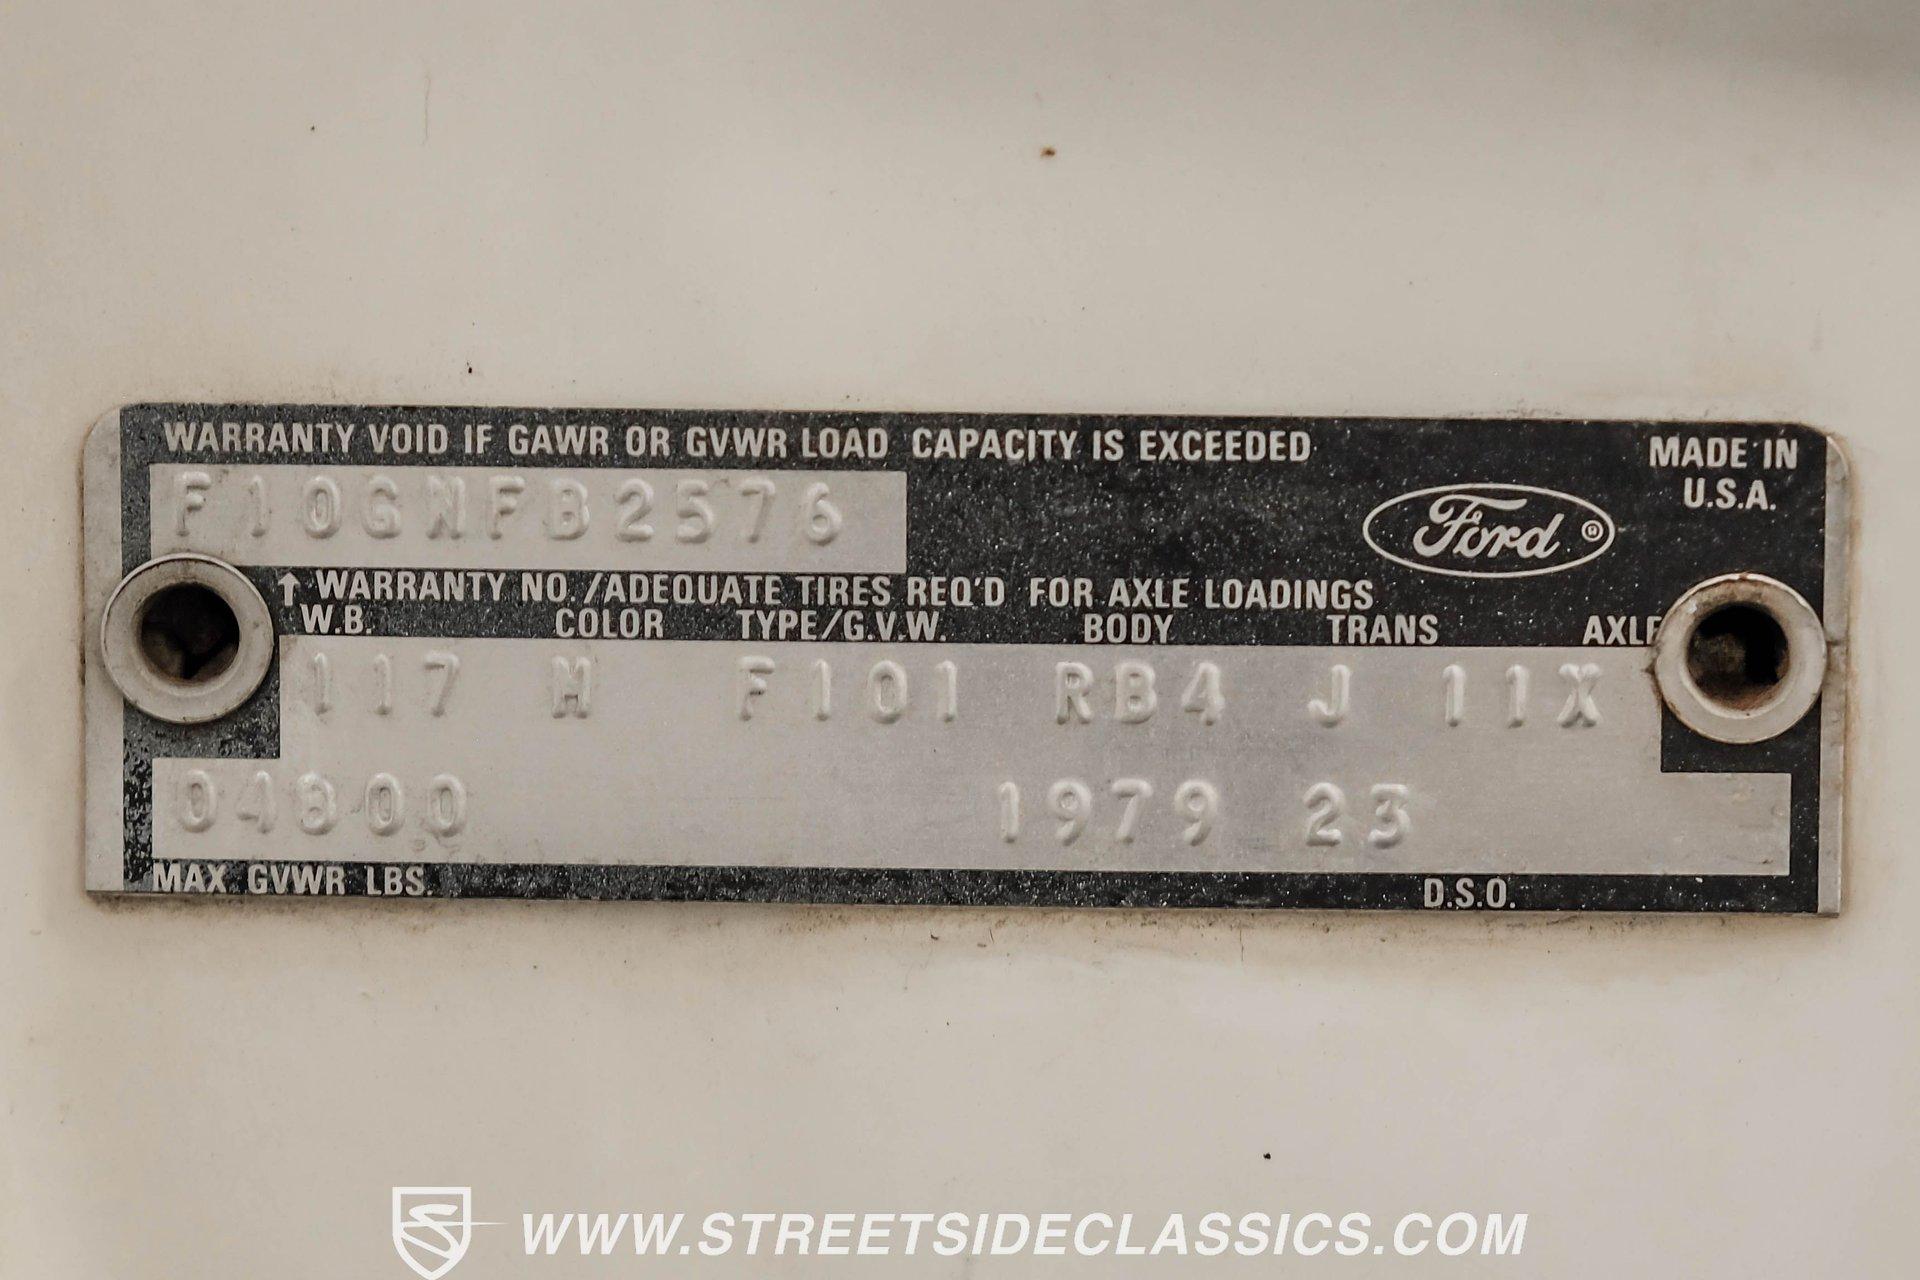 WARRANTY VOID IF GAWR OR GVWR LOAD CAPACITY IS EXCEEDED
MADE IN
U.S.A.
F10GNFB2576
Ford ®
↑ WARRANTY NO./ADEQUATE TIRES REQ'D FOR AXLE LOADINGS
W.B. COLOR TYPE/G.V.W. BODY TRANS AXLE
117 M F101 RB4 J 11X
04800 1979 23
MAX GVWR LBS. D.S.O.
WWW.STREETSIDECLASSICS.COM